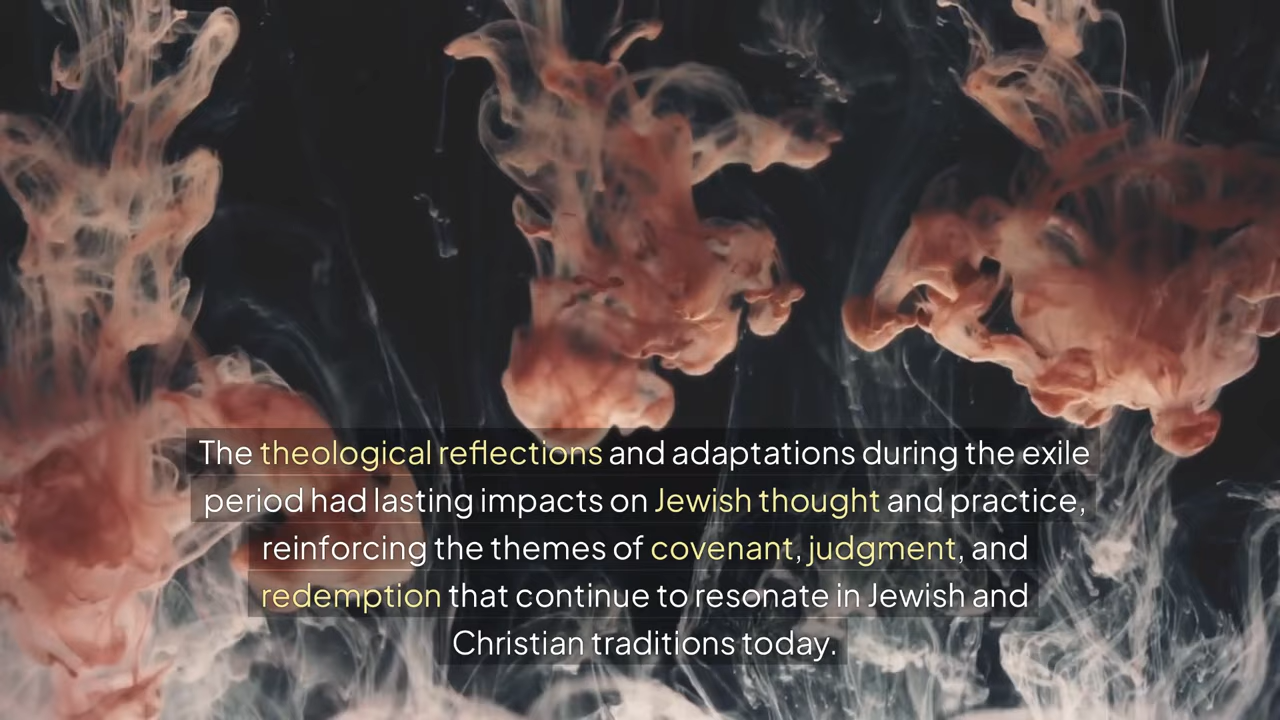 The theological reflections and adaptations during the exile
period had lasting impacts on Jewish thought and practice,
reinforcing the themes of covenant, judgment, and
redemption that continue to resonate in Jewish and
Christian traditions today.